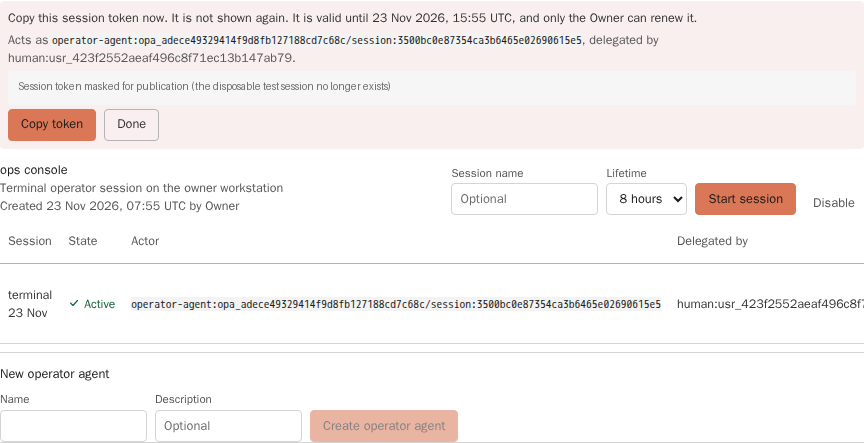 Copy this session token now. It is not shown again. It is valid until 23 Nov 2026, 15:55 UTC, and only the Owner can renew it.
Acts as operator-agent:opa_adece49329414f9d8fb127188cd7c68c/session:3500bc0e87354ca3b6465e02690615e5, delegated by
human:usr_423f2552aeaf496c8f71ec13b147ab79.
Session token masked for publication (the disposable test session no longer exists)
Copy token
Done
ops console
Terminal operator session on the owner workstation
Created 23 Nov 2026, 07:55 UTC by Owner
Session name
Lifetime
Optional
8 hours
Start session
Disable
Session State Actor Delegated by
terminal
23 Nov
Active
operator-agent:opa_adece49329414f9d8fb127188cd7c68c/session:3500bc0e87354ca3b6465e02690615e5
human:usr_423f2552aeaf496c8f7
New operator agent
Name
Description
Optional
Create operator agent